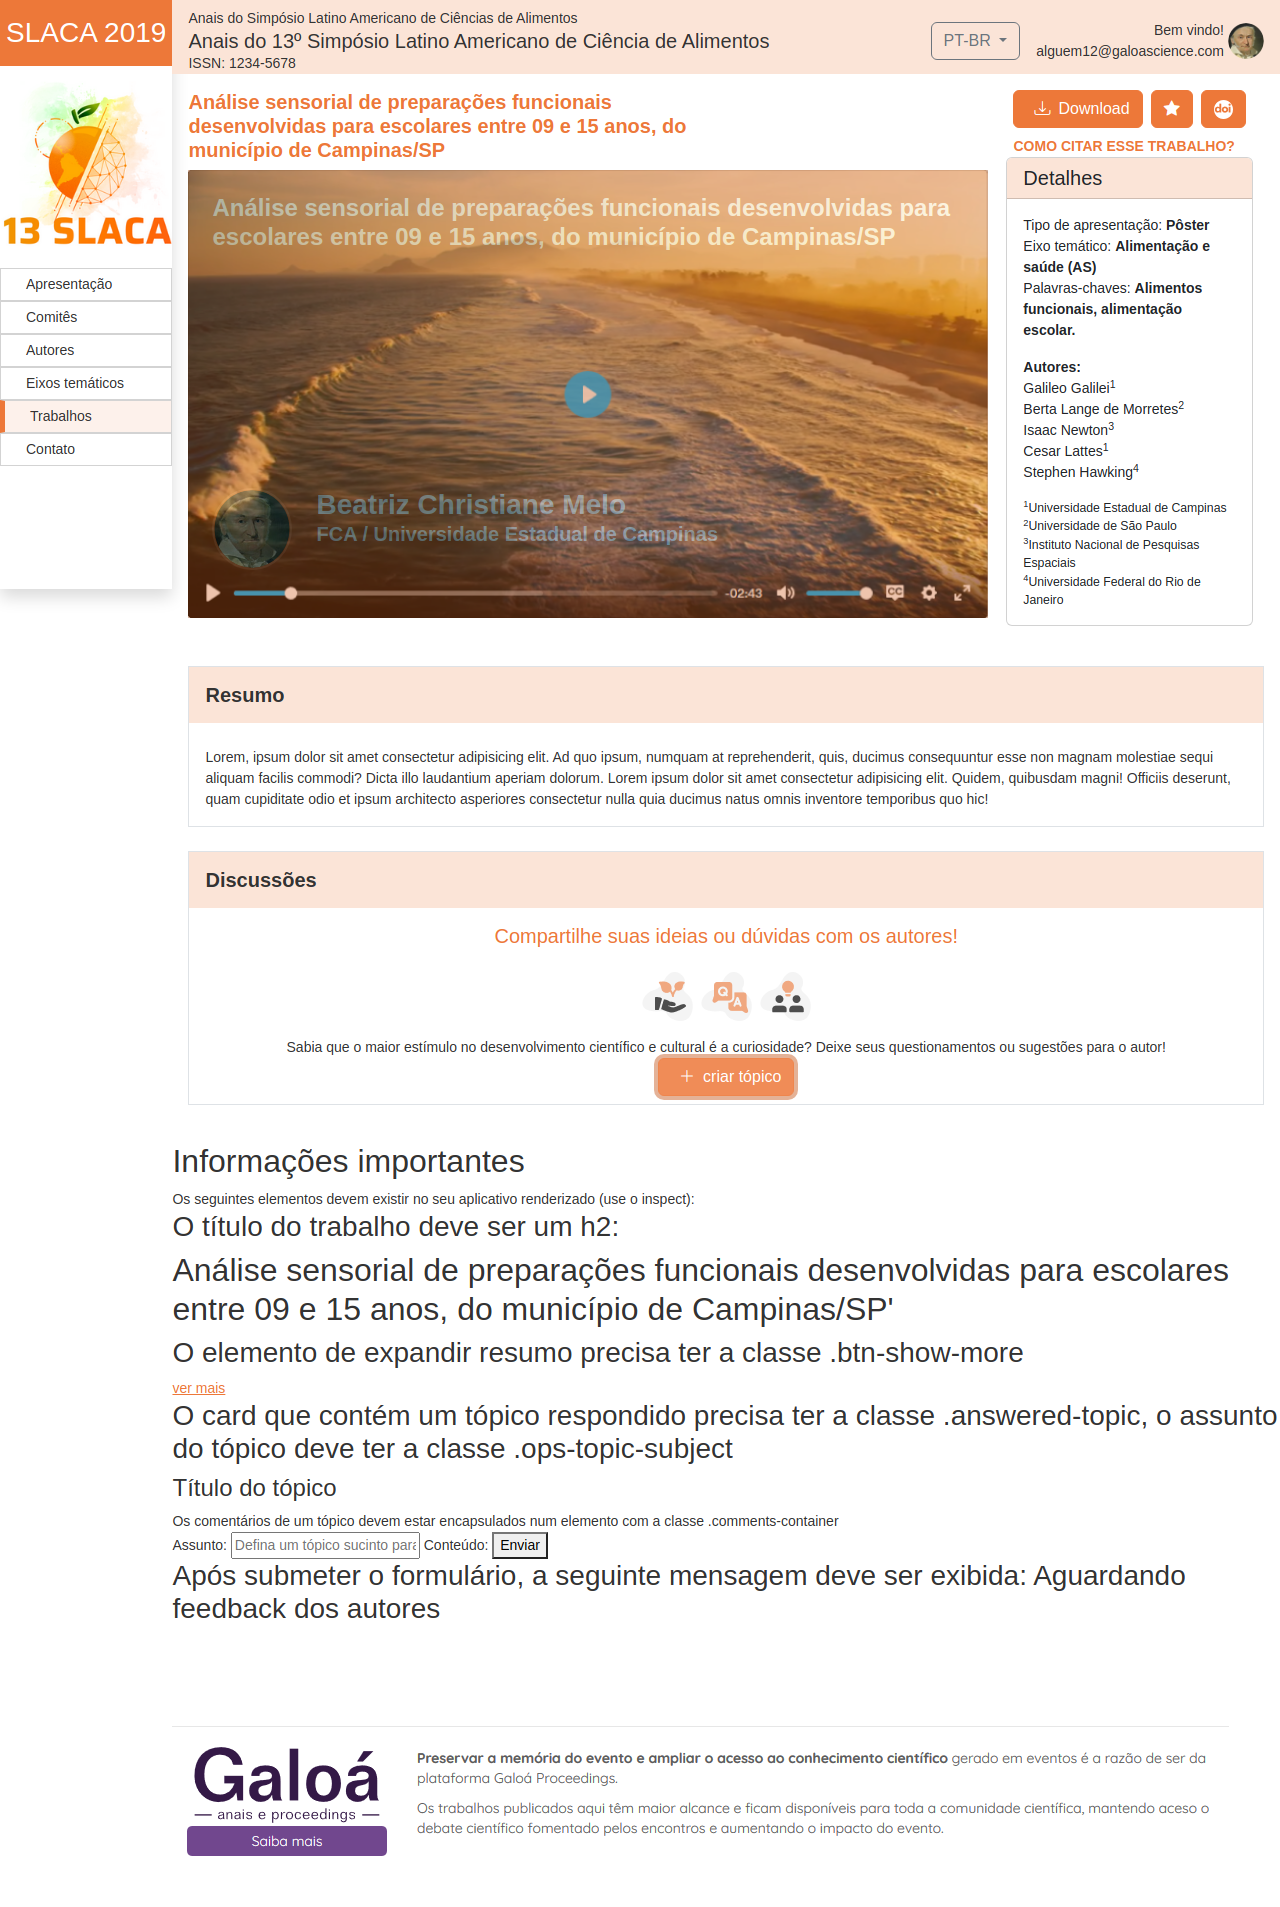 SLACA 2019
Anais do Simpósio Latino Americano de Ciências de Alimentos
Anais do 13º Simpósio Latino Americano de Ciência de Alimentos
ISSN: 1234-5678
PT-BR
Bem vindo!
alguem12@galoascience.com
13 SLACA
Apresentação
Comitês
Autores
Eixos temáticos
Trabalhos
Contato
Análise sensorial de preparações funcionais
desenvolvidas para escolares entre 09 e 15 anos, do
município de Campinas/SP
Download
doi
COMO CITAR ESSE TRABALHO?
Análise sensorial de preparações funcionais desenvolvidas para
escolares entre 09 e 15 anos, do município de Campinas/SP
Beatriz Christiane Melo
FCA / Universidade Estadual de Campinas
-02:43
CC
Detalhes
Tipo de apresentação: Pôster
Eixo temático: Alimentação e
saúde (AS)
Palavras-chaves: Alimentos
funcionais, alimentação
escolar.
Autores:
Galileo Galilei1
Berta Lange de Morretes2
Isaac Newton3
Cesar Lattes1
Stephen Hawking4
1Universidade Estadual de Campinas
2Universidade de São Paulo
3Instituto Nacional de Pesquisas
Espaciais
4Universidade Federal do Rio de
Janeiro
Resumo
Lorem, ipsum dolor sit amet consectetur adipisicing elit. Ad quo ipsum, numquam at reprehenderit, quis, ducimus consequuntur esse non magnam molestiae sequi
aliquam facilis commodi? Dicta illo laudantium aperiam dolorum. Lorem ipsum dolor sit amet consectetur adipisicing elit. Quidem, quibusdam magni! Officiis deserunt,
quam cupiditate odio et ipsum architecto asperiores consectetur nulla quia ducimus natus omnis inventore temporibus quo hic!
Discussões
Compartilhe suas ideias ou dúvidas com os autores!
Q A
Sabia que o maior estímulo no desenvolvimento científico e cultural é a curiosidade? Deixe seus questionamentos ou sugestões para o autor!
criar tópico
Informações importantes
Os seguintes elementos devem existir no seu aplicativo renderizado (use o inspect):
O título do trabalho deve ser um h2:
Análise sensorial de preparações funcionais desenvolvidas para escolares
entre 09 e 15 anos, do município de Campinas/SP'
O elemento de expandir resumo precisa ter a classe .btn-show-more
ver mais
O card que contém um tópico respondido precisa ter a classe .answered-topic, o assunto
do tópico deve ter a classe .ops-topic-subject
Título do tópico
Os comentários de um tópico devem estar encapsulados num elemento com a classe .comments-container
Assunto: Defina um tópico sucinto para Conteúdo: Enviar
Após submeter o formulário, a seguinte mensagem deve ser exibida: Aguardando
feedback dos autores
Galoá
anais e proceedings
Saiba mais
Preservar a memória do evento e ampliar o acesso ao conhecimento científico gerado em eventos é a razão de ser da
plataforma Galoá Proceedings.
Os trabalhos publicados aqui têm maior alcance e ficam disponíveis para toda a comunidade científica, mantendo aceso o
debate científico fomentado pelos encontros e aumentando o impacto do evento.